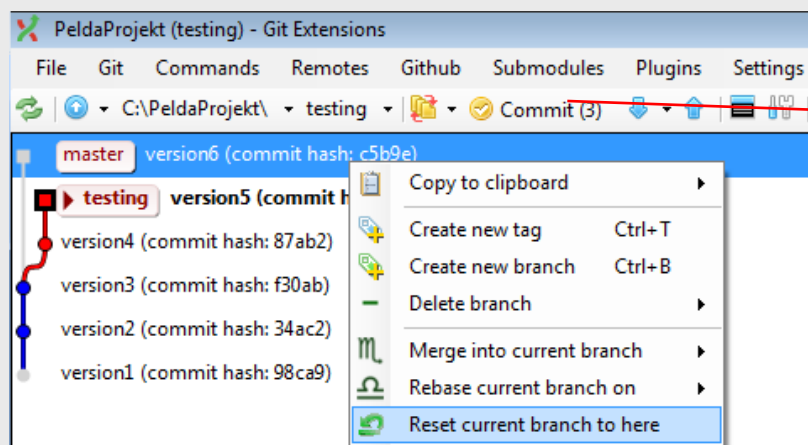 PeldaProjekt (testing) - Git Extensions
File Git Commands Remotes Github Submodules Plugins Settings
C:\PeldaProjekt\ testing Commit (3)
master version6 (commit hash: c5b9e)
testing version5 (commit h
version4 (commit hash: 87ab2)
version3 (commit hash: f30ab)
version2 (commit hash: 34ac2)
version1 (commit hash: 98ca9)
Copy to clipboard
Create new tag Ctrl+T
Create new branch Ctrl+B
Delete branch
Merge into current branch
Rebase current branch on
Reset current branch to here